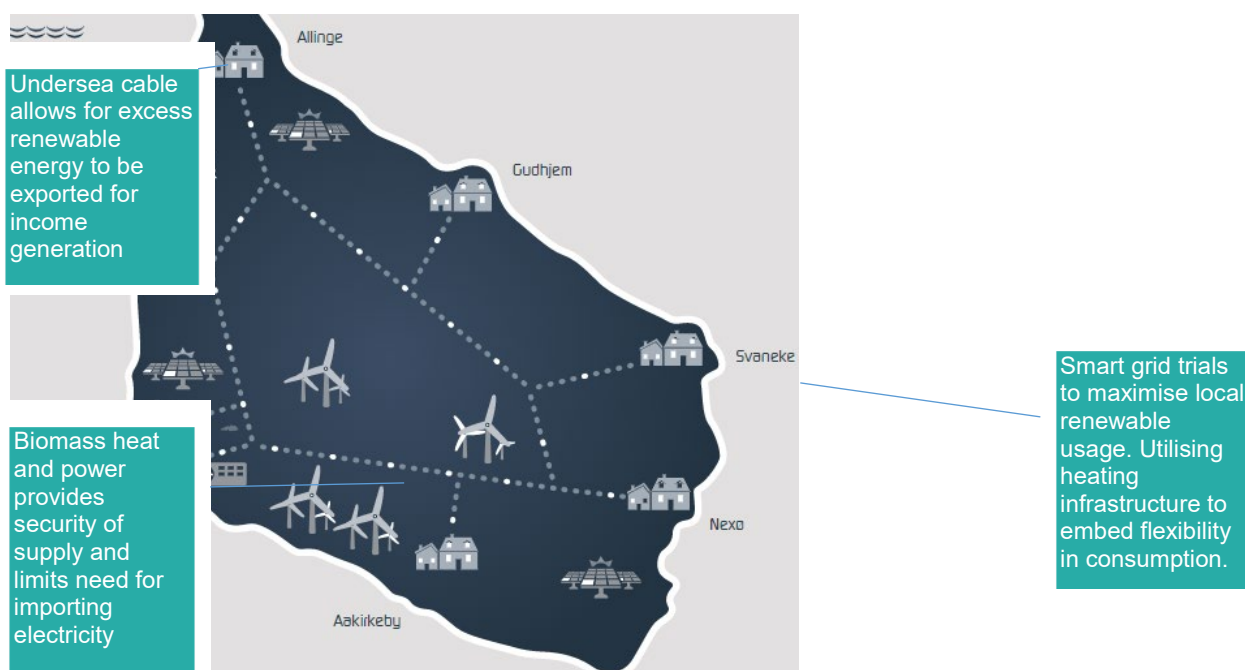 Allinge
Undersea cable
allows for excess
renewable
energy to be
exported for
income
generation
Gudhjem
Svaneke
Smart grid trials
to maximise local
renewable
usage. Utilising
heating
infrastructure to
embed flexibility
in consumption.
Biomass heat
and power
provides
security of
supply and
limits need for
importing
electricity
Nexø
Aakirkeby